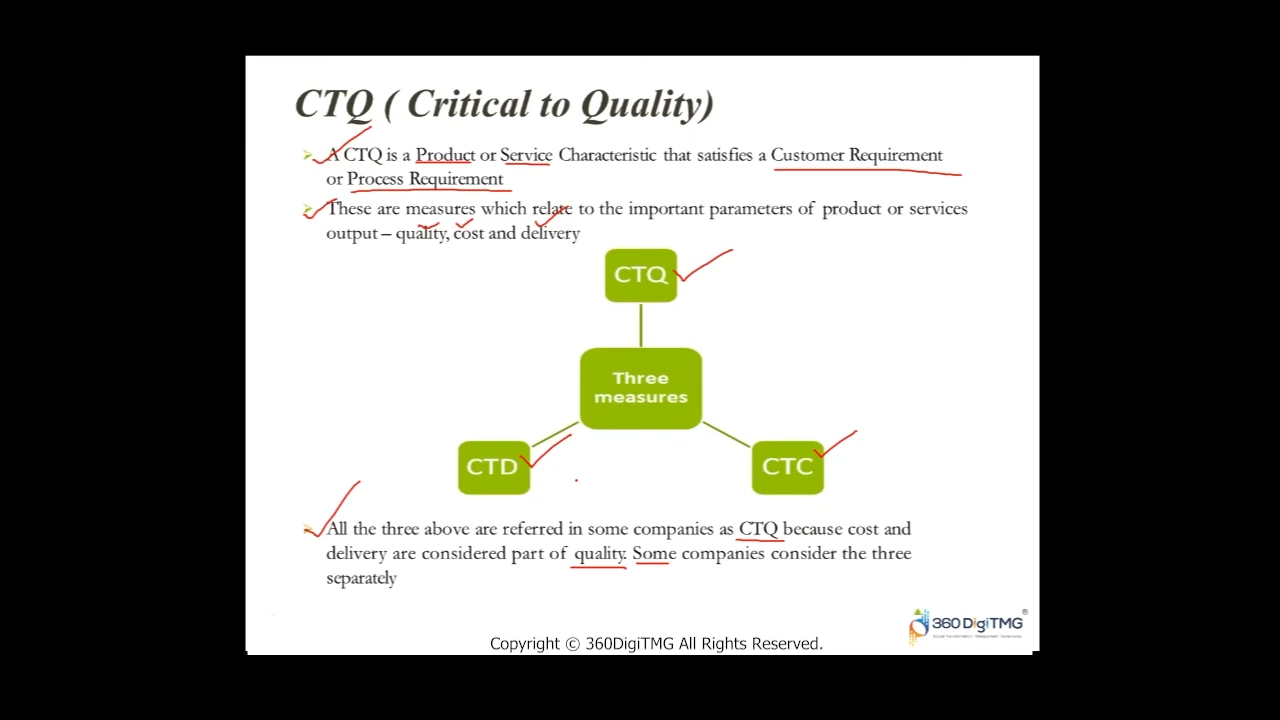 CTQ ( Critical to Quality)
A CTQ is a Product or Service Characteristic that satisfies a Customer Requirement
or Process Requirement
These are measures which relate to the important parameters of product or services
output – quality, cost and delivery
CTQ
Three
measures
CTD
CTC
All the three above are referred in some companies as CTQ because cost and
delivery are considered part of quality. Some companies consider the three
separately
360DigiTMG
Copyright © 360DigiTMG All Rights Reserved.